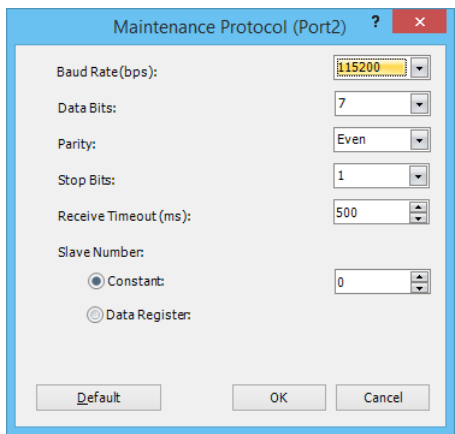 Maintenance Protocol (Port2) ? ×
Baud Rate(bps): 115200
Data Bits: 7
Parity: Even
Stop Bits: 1
Receive Timeout (ms): 500
Slave Number:
Constant: 0
Data Register:
Default OK Cancel